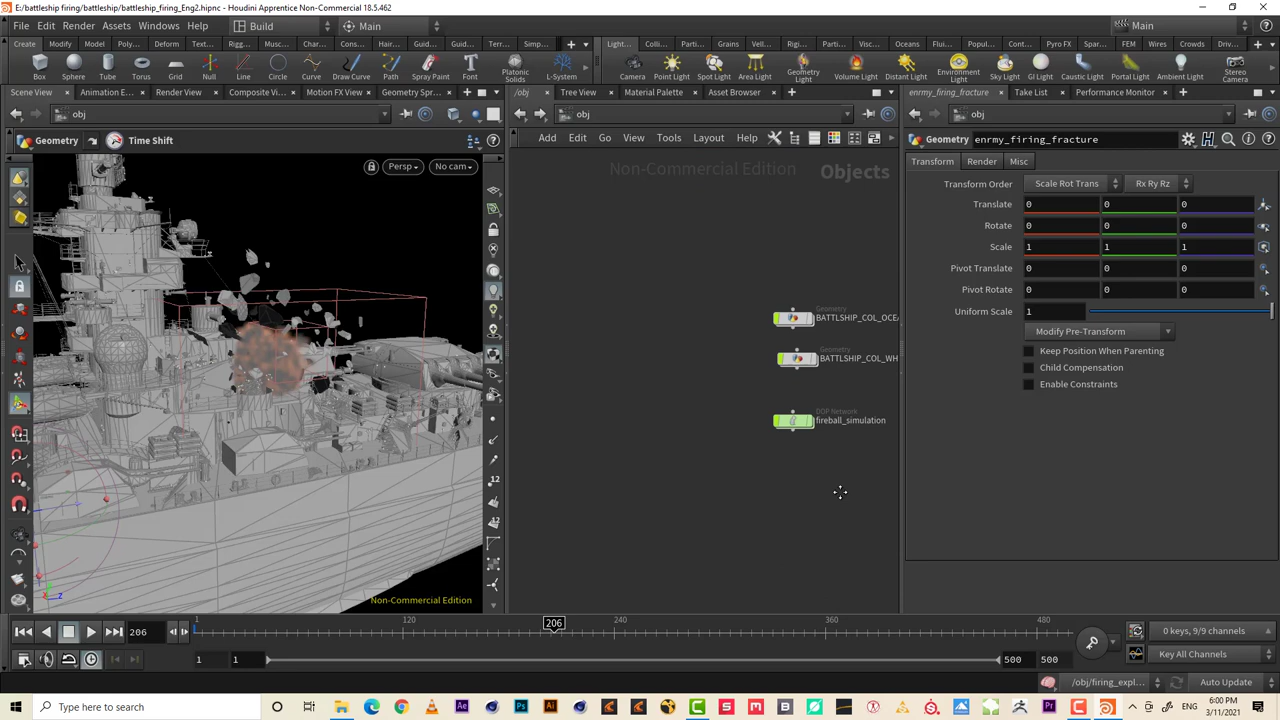 E:/battleship firing/battleship/battleship_firing_Eng2.hipnc - Houdini Apprentice Non-Commercial 18.5.462
File Edit Render Assets Windows Help Build Main Main
Create Modify Model Poly... Deform Text... Rigg... Musc... Char... Cons... Hair... Guid... Guid... Terr... Simp... Light... Colli... Parti... Grains Vell... Rigi... Parti... Visc... Oceans Flui... Popul... Cont... Pyro FX Spar... FEM Wires Crowds Driv...
Box Sphere Tube Torus Grid Null Line Circle Curve Draw Curve Path Spray Paint Font Platonic Solids L-System Camera Point Light Spot Light Area Light Geometry Light Volume Light Distant Light Environment Light Sky Light GI Light Caustic Light Portal Light Ambient Light Stereo Camera
Scene View Animation E... Render View Composite Vi... Motion FX View Geometry Spr... /obj Tree View Material Palette Asset Browser enrmy_firing_fracture Take List Performance Monitor
obj obj obj
Geometry Time Shift Add Edit Go View Tools Layout Help Geometry enrmy_firing_fracture
Persp No cam
Non-Commercial Edition Objects
Transform Render Misc
Transform Order Scale Rot Trans Rx Ry Rz
Translate 0 0 0
Rotate 0 0 0
Scale 1 1 1
Pivot Translate 0 0 0
Pivot Rotate 0 0 0
Uniform Scale 1
Modify Pre-Transform
Keep Position When Parenting
Child Compensation
Enable Constraints
Geometry
BATTLSHIP_COL_OCEA
Geometry
BATTLSHIP_COL_WH
DOP Network
fireball_simulation
12
12
Non-Commercial Edition
206
206 1 120 240 360 480
0 keys, 9/9 channels
1 1 500 500 Key All Channels
/obj/firing_expl... Auto Update
Type here to search
ENG
6:00 PM
3/11/2021